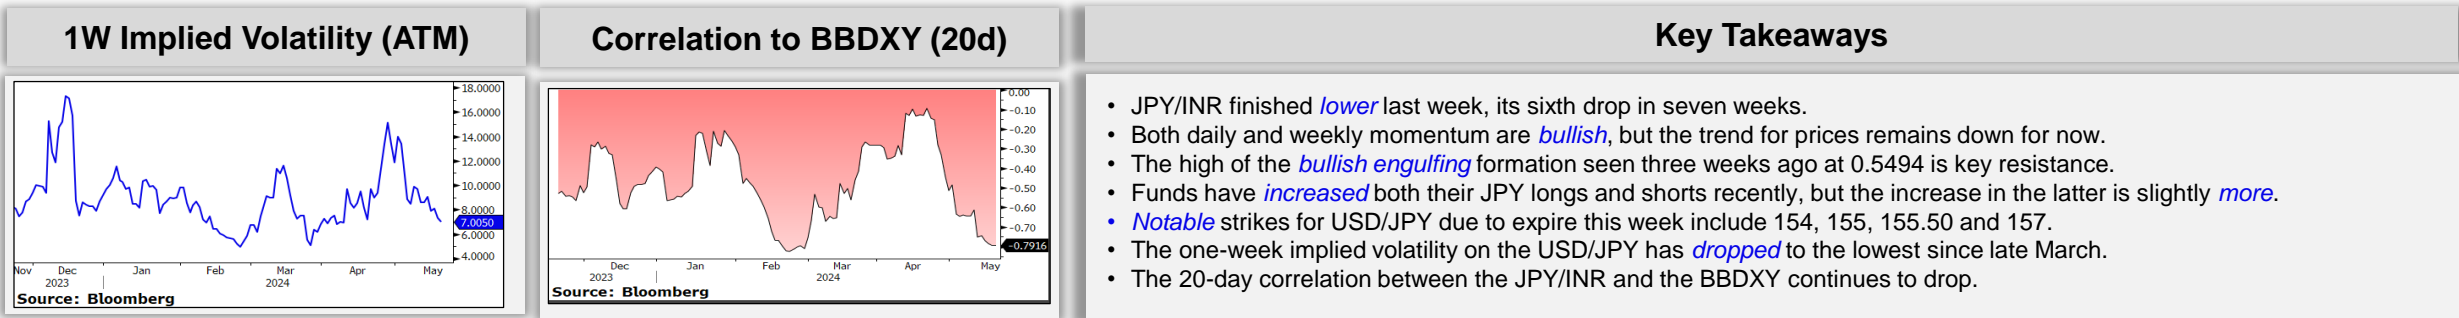 1W Implied Volatility (ATM)
18.0000
16.0000
14.0000
12.0000
10.0000
8.0000
7.0050
6.0000
4.0000
Nov Dec Jan Feb Mar Apr May
2023 2024
Source: Bloomberg
Correlation to BBDXY (20d)
0.00
-0.10
-0.20
-0.30
-0.40
-0.50
-0.60
-0.70
-0.7916
Dec Jan Feb Mar Apr May
2023 2024
Source: Bloomberg
Key Takeaways
• JPY/INR finished lower last week, its sixth drop in seven weeks.
• Both daily and weekly momentum are bullish, but the trend for prices remains down for now.
• The high of the bullish engulfing formation seen three weeks ago at 0.5494 is key resistance.
• Funds have increased both their JPY longs and shorts recently, but the increase in the latter is slightly more.
• Notable strikes for USD/JPY due to expire this week include 154, 155, 155.50 and 157.
• The one-week implied volatility on the USD/JPY has dropped to the lowest since late March.
• The 20-day correlation between the JPY/INR and the BBDXY continues to drop.